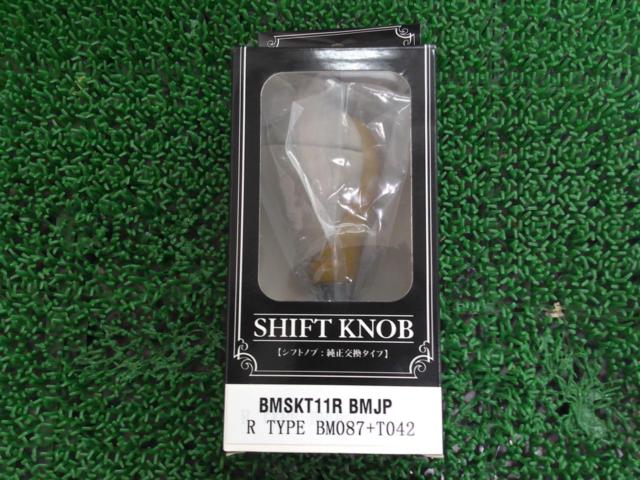 SHIFT KNOB
【シフトノブ：純正交換タイプ】
BMSKT11R BMJP
R TYPE BM087+T042